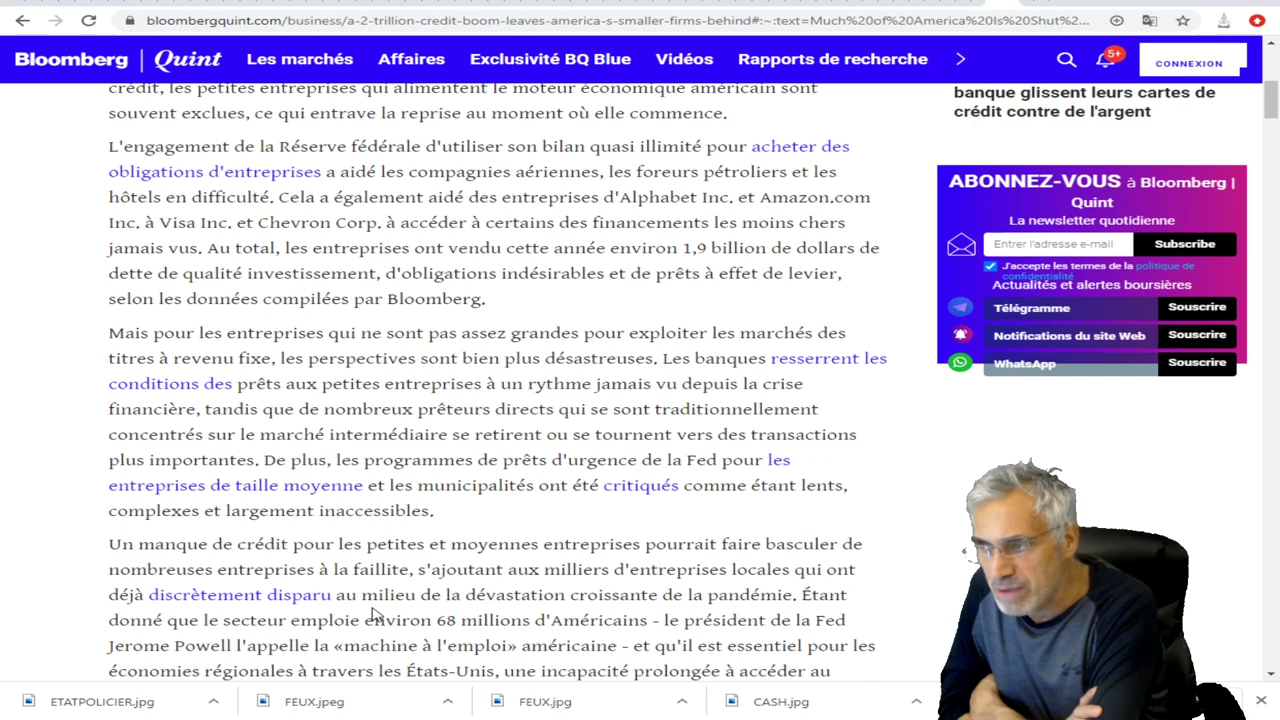 bloombergquint.com/business/a-2-trillion-credit-boom-leaves-america-s-smaller-firms-behind#:~:text=Much%20of%20America%20Is%20Shut%2...
Bloomberg | Quint Les marchés Affaires Exclusivité BQ Blue Vidéos Rapports de recherche 5+ CONNEXION
crédit, les petites entreprises qui alimentent le moteur économique américain sont
souvent exclues, ce qui entrave la reprise au moment où elle commence.
L'engagement de la Réserve fédérale d'utiliser son bilan quasi illimité pour acheter des
obligations d'entreprises a aidé les compagnies aériennes, les foreurs pétroliers et les
hôtels en difficulté. Cela a également aidé des entreprises d'Alphabet Inc. et Amazon.com
Inc. à Visa Inc. et Chevron Corp. à accéder à certains des financements les moins chers
jamais vus. Au total, les entreprises ont vendu cette année environ 1,9 billion de dollars de
dette de qualité investissement, d'obligations indésirables et de prêts à effet de levier,
selon les données compilées par Bloomberg.
Mais pour les entreprises qui ne sont pas assez grandes pour exploiter les marchés des
titres à revenu fixe, les perspectives sont bien plus désastreuses. Les banques resserrent les
conditions des prêts aux petites entreprises à un rythme jamais vu depuis la crise
financière, tandis que de nombreux prêteurs directs qui se sont traditionnellement
concentrés sur le marché intermédiaire se retirent ou se tournent vers des transactions
plus importantes. De plus, les programmes de prêts d'urgence de la Fed pour les
entreprises de taille moyenne et les municipalités ont été critiqués comme étant lents,
complexes et largement inaccessibles.
Un manque de crédit pour les petites et moyennes entreprises pourrait faire basculer de
nombreuses entreprises à la faillite, s'ajoutant aux milliers d'entreprises locales qui ont
déjà discrètement disparu au milieu de la dévastation croissante de la pandémie. Étant
donné que le secteur emploie environ 68 millions d'Américains - le président de la Fed
Jerome Powell l'appelle la «machine à l'emploi» américaine - et qu'il est essentiel pour les
économies régionales à travers les États-Unis, une incapacité prolongée à accéder au
banque glissent leurs cartes de
crédit contre de l'argent
ABONNEZ-VOUS à Bloomberg |
Quint
La newsletter quotidienne
Entrer l'adresse e-mail Subscribe
J'accepte les termes de la politique de
confidentialité
Actualités et alertes boursières
Télégramme Souscrire
Notifications du site Web Souscrire
WhatsApp Souscrire
ETATPOLICIER.jpg FEUX.jpeg FEUX.jpg CASH.jpg